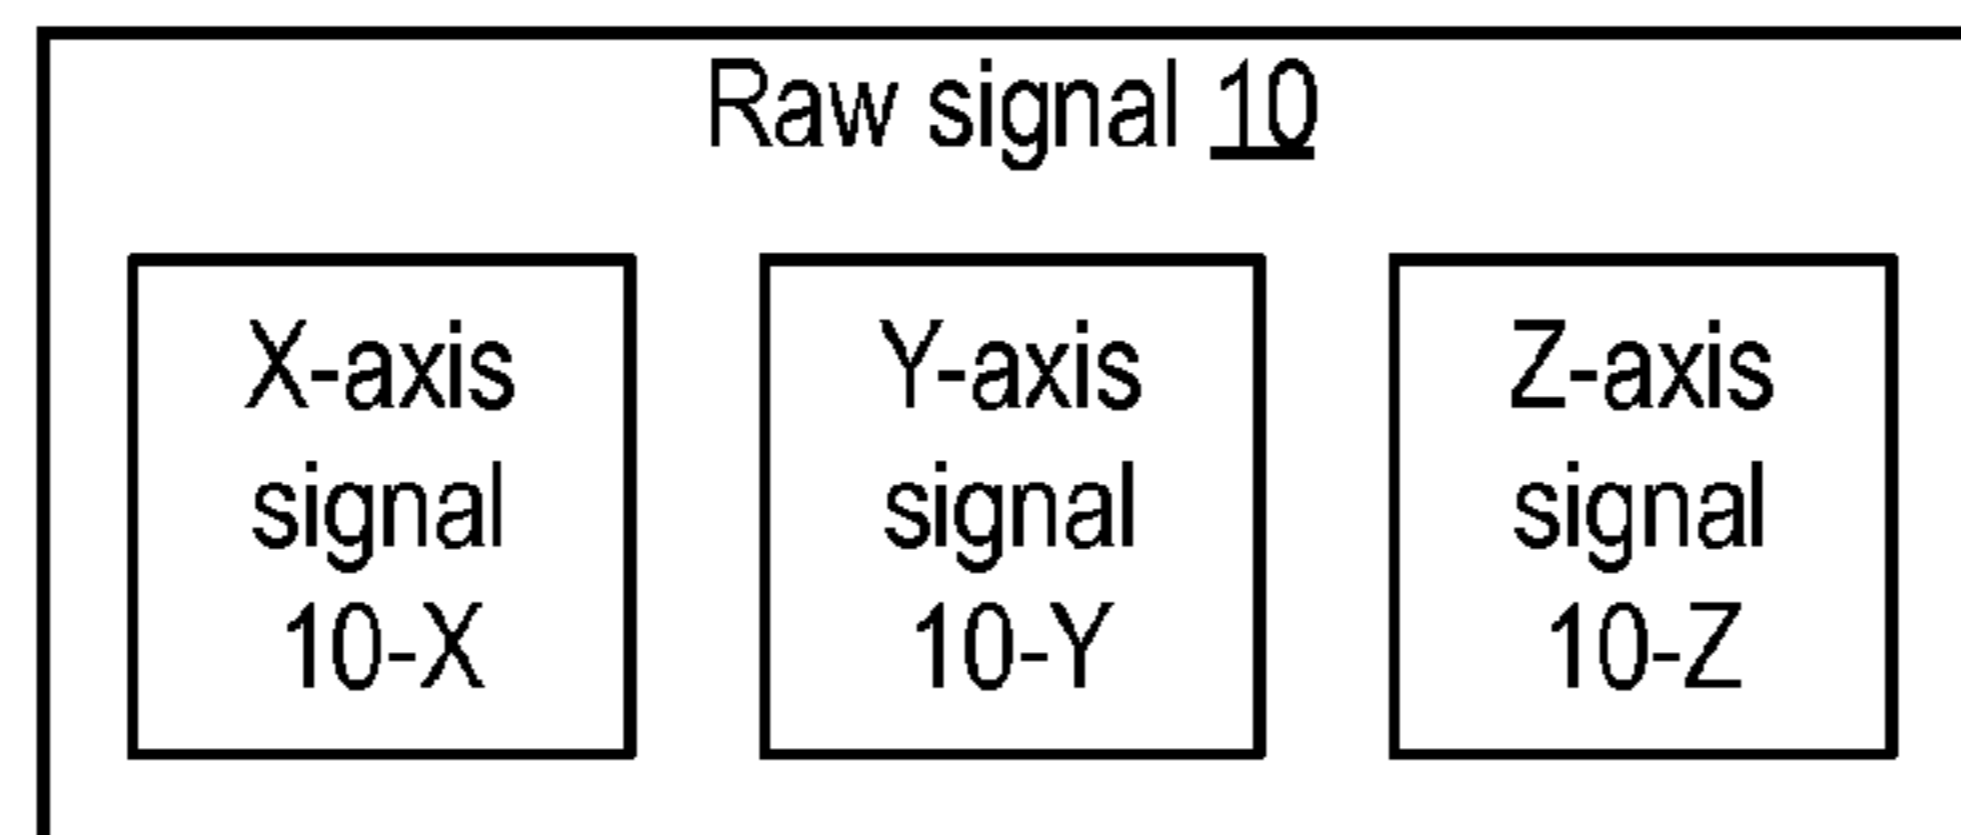 Raw signal 10
X-axis
signal
10-X
Y-axis
signal
10-Y
Z-axis
signal
10-Z